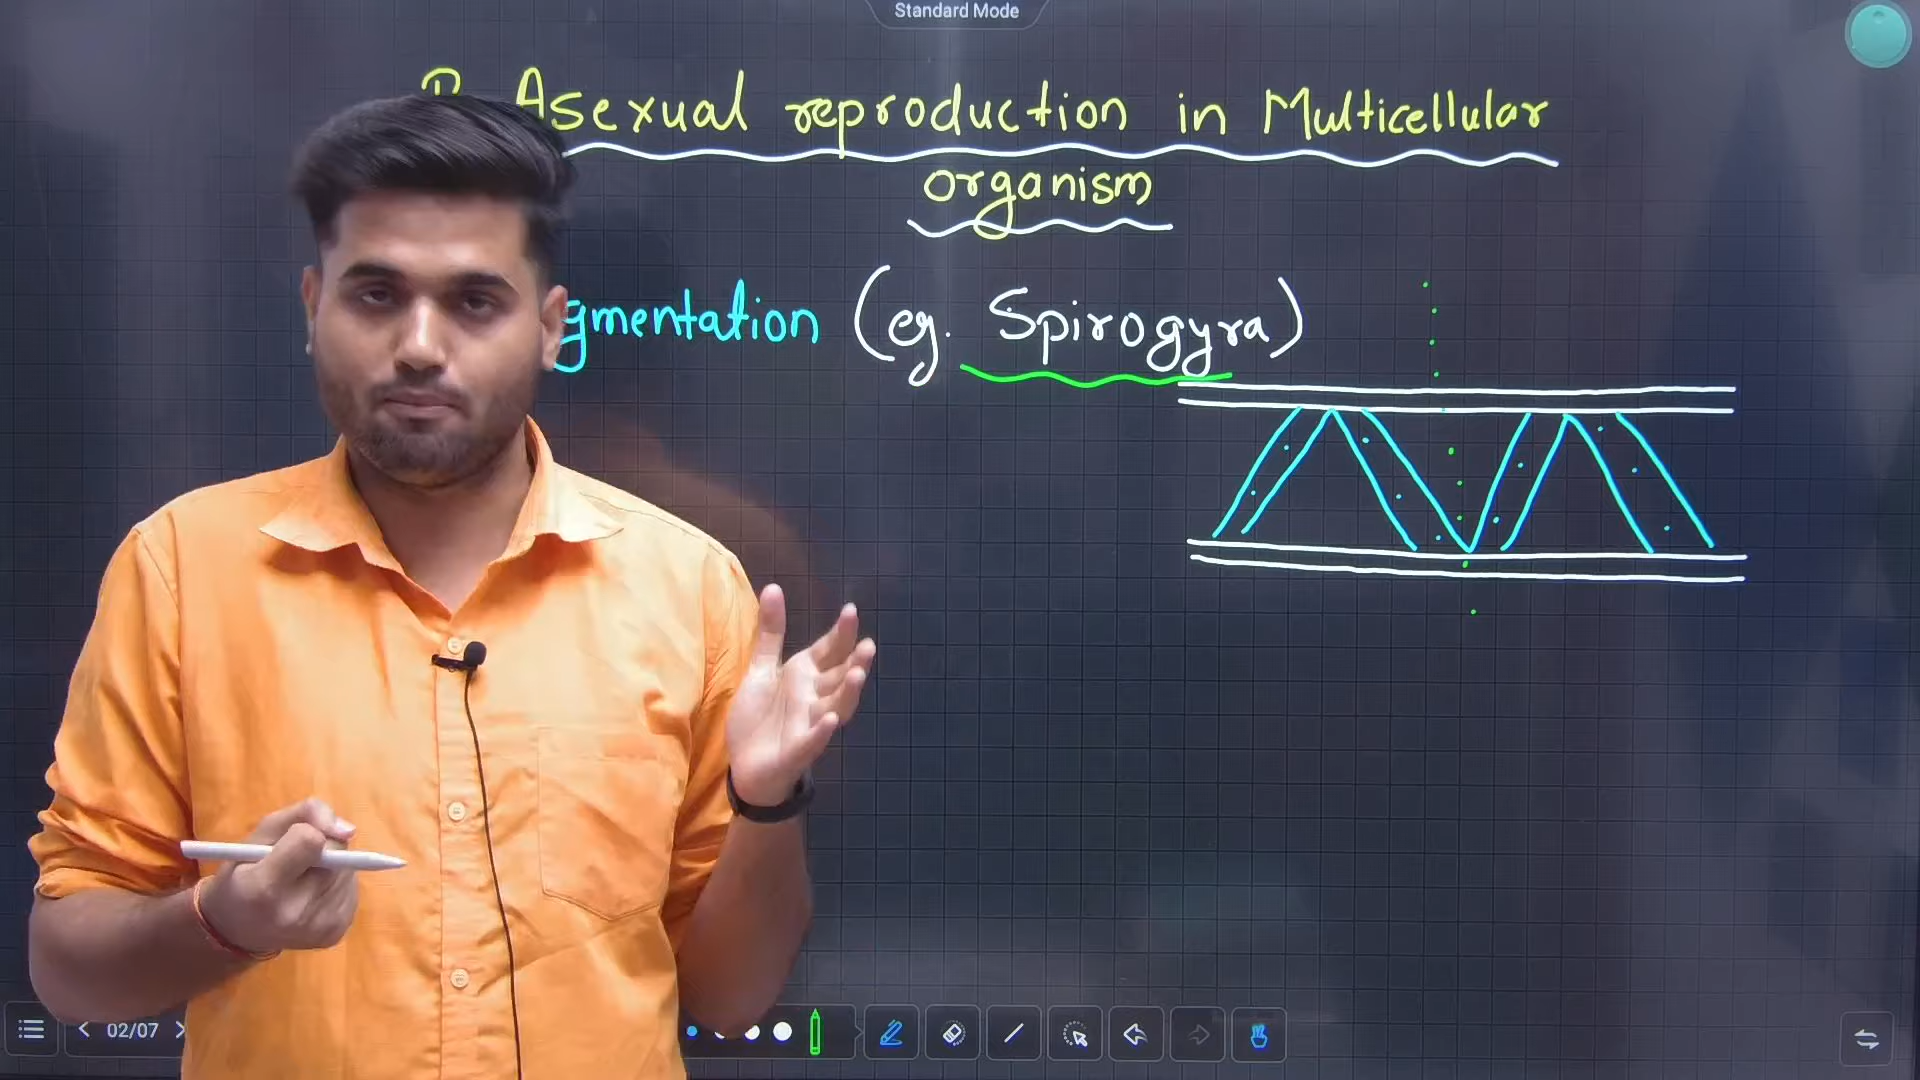 Standard Mode
Asexual reproduction in Multicellular
organism
gmentation (eg. Spirogyra)
02/07